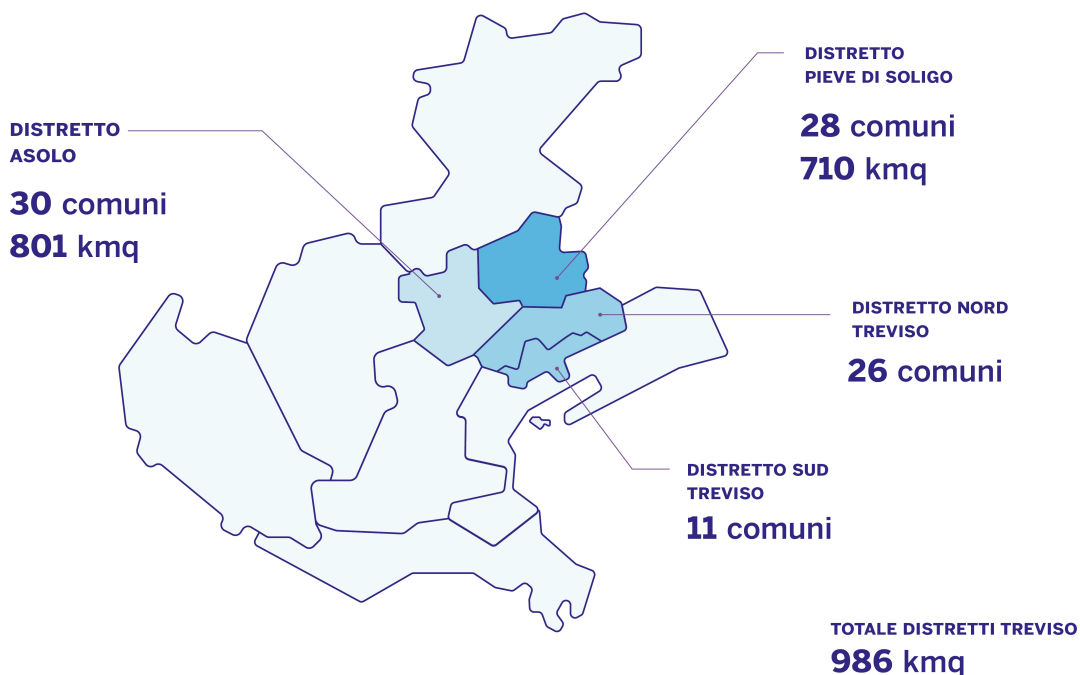 DISTRETTO
ASOLO
30 comuni
801 kmq
DISTRETTO
PIEVE DI SOLIGO
28 comuni
710 kmq
DISTRETTO NORD
TREVISO
26 comuni
DISTRETTO SUD
TREVISO
11 comuni
TOTALE DISTRETTI TREVISO
986 kmq